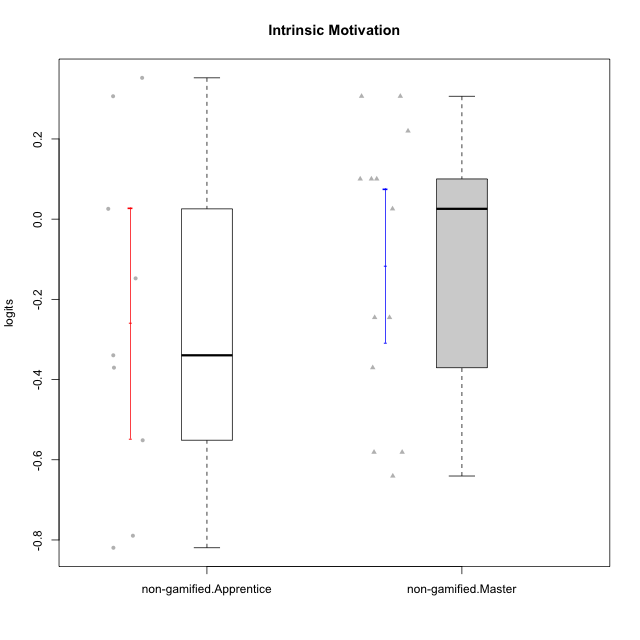 Intrinsic Motivation
logits
0.2
0.0
-0.2
-0.4
-0.6
-0.8
non-gamified.Apprentice
non-gamified.Master